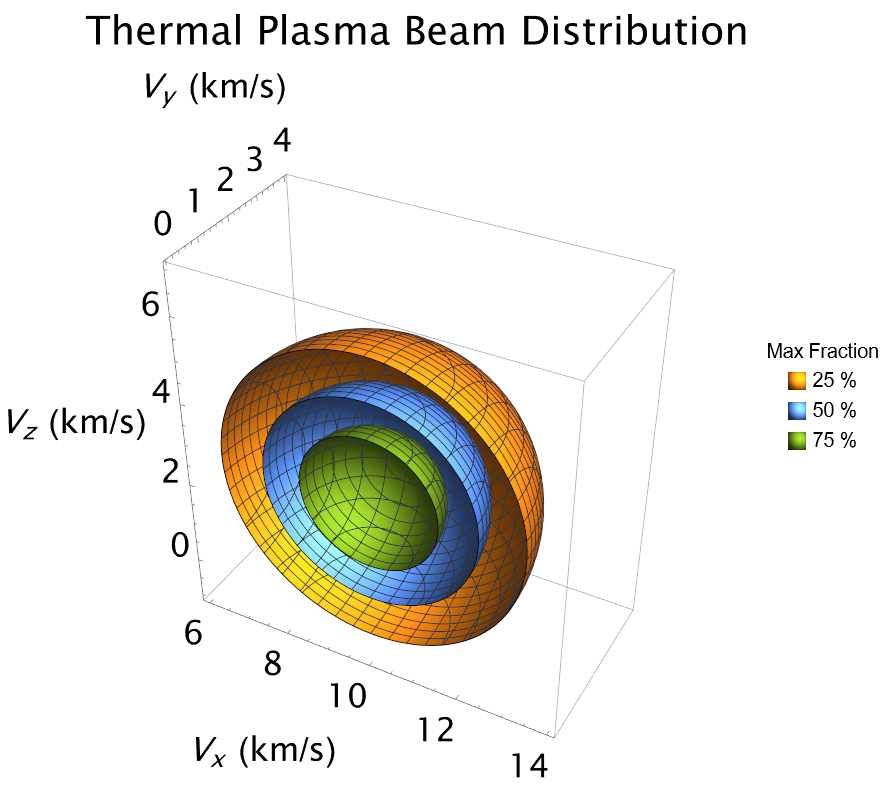 Thermal Plasma Beam Distribution
Vy (km/s)
0 1 2 3 4
6
4
2
0
Vz (km/s)
6 8 10 12 14
Vx (km/s)
Max Fraction
25 %
50 %
75 %